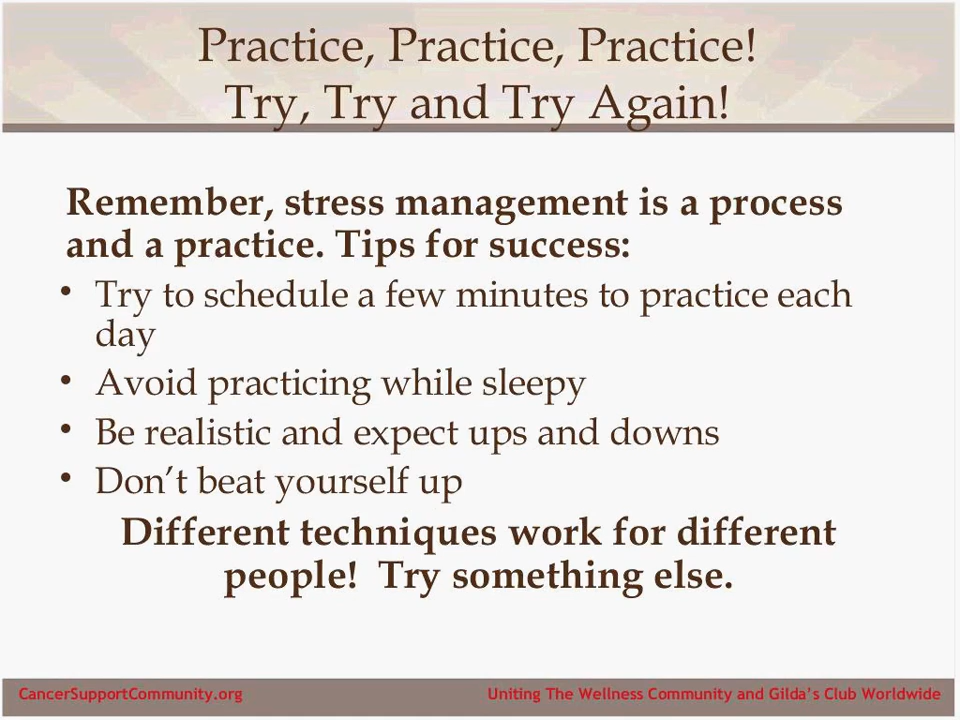 Practice, Practice, Practice!
Try, Try and Try Again!
Remember, stress management is a process
and a practice. Tips for success:
• Try to schedule a few minutes to practice each
day
• Avoid practicing while sleepy
• Be realistic and expect ups and downs
• Don’t beat yourself up
Different techniques work for different
people!  Try something else.
CancerSupportCommunity.org
Uniting The Wellness Community and Gilda’s Club Worldwide